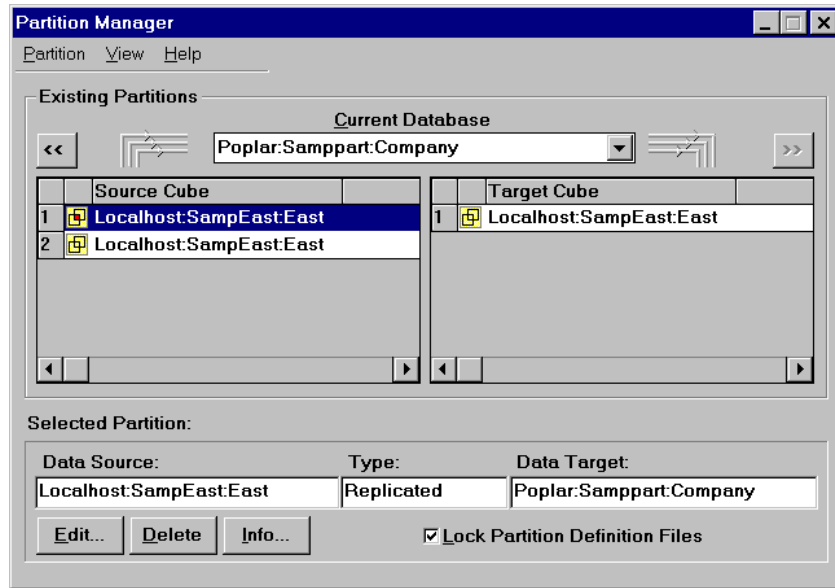 Partition Manager
Partition View Help
Existing Partitions
Current Database
<< Poplar:Samppart:Company >>
Source Cube
1 Localhost:SampEast:East
2 Localhost:SampEast:East
Target Cube
1 Localhost:SampEast:East
Selected Partition:
Data Source: Type: Data Target:
Localhost:SampEast:East Replicated Poplar:Samppart:Company
Edit... Delete Info... Lock Partition Definition Files